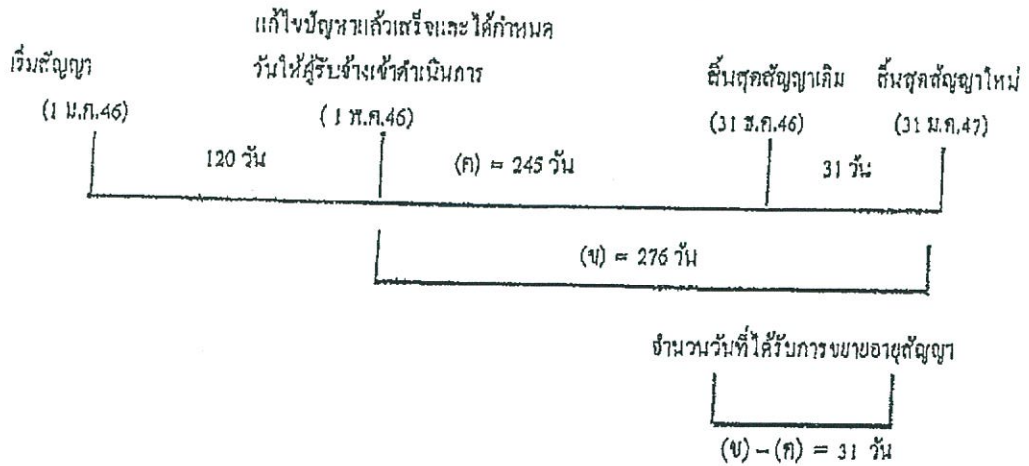 แก้ไขปัญหาแล้วเสร็จและได้กำหนด
วันให้ผู้รับจ้างเข้าดำเนินการ
เริ่มสัญญา
(1 ม.ค.46)
(1 พ.ค.46)
สิ้นสุดสัญญาเดิม
(31 ธ.ค.46)
สิ้นสุดสัญญาใหม่
(31 ม.ค.47)
120 วัน
(ค) = 245 วัน
31 วัน
(ข) = 276 วัน
จำนวนวันที่ได้รับการขยายอายุสัญญา
(ข) – (ค) = 31 วัน